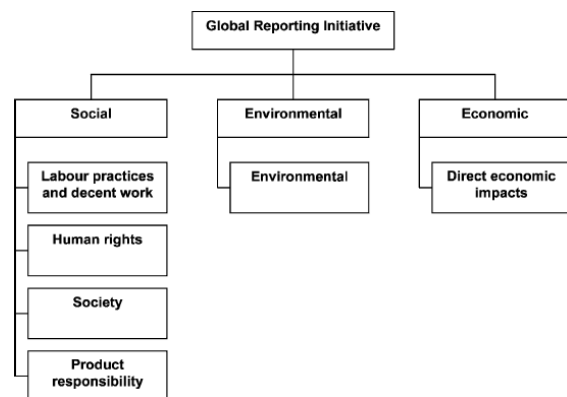 Global Reporting Initiative
Social
Environmental
Economic
Labour practices
and decent work
Environmental
Direct economic
impacts
Human rights
Society
Product
responsibility